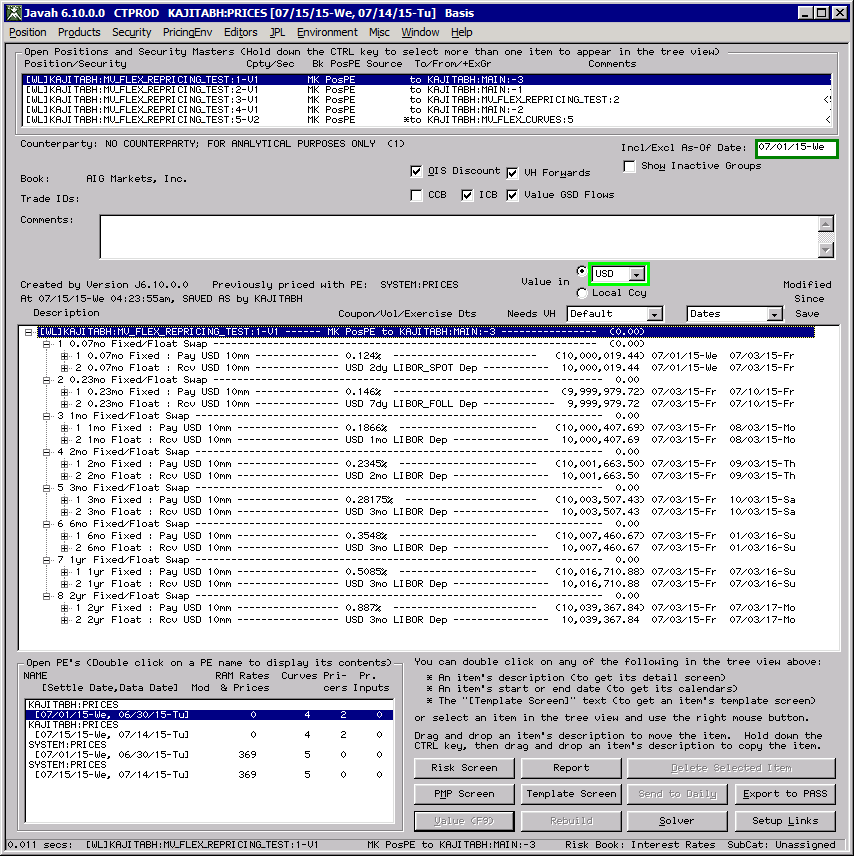 Javah 6.10.0.0   CTPROD   KAJITABH:PRICES [07/15/15-We, 07/14/15-Tu]   Basis
Position   Products   Security   PricingEnv   Editors   JPL   Environment   Misc   Window   Help
Open Positions and Security Masters (Hold down the CTRL key to select more than one item to appear in the tree view)
Position/Security   Cpty/Sec   Bk PosPE Source   To/From/+ExGr   Comments
[WL]KAJITABH:MV_FLEX_REPRICING_TEST:1-V1   MK PosPE   to KAJITABH:MAIN:-3
[WL]KAJITABH:MV_FLEX_REPRICING_TEST:2-V1   MK PosPE   to KAJITABH:MAIN:-1
[WL]KAJITABH:MV_FLEX_REPRICING_TEST:3-V1   MK PosPE   to KAJITABH:MV_FLEX_REPRICING_TEST:2
[WL]KAJITABH:MV_FLEX_REPRICING_TEST:4-V1   MK PosPE   to KAJITABH:MAIN:-2
[WL]KAJITABH:MV_FLEX_REPRICING_TEST:5-V2   MK PosPE   *to KAJITABH:MV_FLEX_CURVES:5
Counterparty: NO COUNTERPARTY; FOR ANALYTICAL PURPOSES ONLY  (1)
Incl/Excl As-Of Date: 07/01/15-We
OIS Discount   VH Forwards   Show Inactive Groups
Book:   AIG Markets, Inc.
CCB   ICB   Value GSD Flows
Trade IDs:
Comments:
Value in   USD
Local Ccy
Created by Version J6.10.0.0   Previously priced with PE:  SYSTEM:PRICES
At 07/15/15-We 04:23:55am, SAVED AS by KAJITABH
Modified Since Save
Description   Coupon/Vol/Exercise Dts   Needs VH   Default   Dates
[WL]KAJITABH:MV_FLEX_REPRICING_TEST:1-V1 ------ MK PosPE to KAJITABH:MAIN:-3 ---------------- (0.00)
1 0.07mo Fixed/Float Swap ---------- (0.00)
1 0.07mo Fixed : Pay USD 10mm ---------- 0.124% ---------- (10,000,019.44) 07/01/15-We 07/03/15-Fr
2 0.07mo Float : Rcv USD 10mm ---------- USD 2dy LIBOR_SPOT Dep ---------- 10,000,019.44 07/01/15-We 07/03/15-Fr
2 0.23mo Fixed/Float Swap ---------- 0.00
1 0.23mo Fixed : Pay USD 10mm ---------- 0.146% ---------- (9,999,979.72) 07/03/15-Fr 07/10/15-Fr
2 0.23mo Float : Rcv USD 10mm ---------- USD 7dy LIBOR_FOLL Dep ---------- 9,999,979.72 07/03/15-Fr 07/10/15-Fr
3 1mo Fixed/Float Swap ---------- 0.00
1 1mo Fixed : Pay USD 10mm ---------- 0.1866% ---------- (10,000,407.69) 07/03/15-Fr 08/03/15-Mo
2 1mo Float : Rcv USD 10mm ---------- USD 1mo LIBOR Dep ---------- 10,000,407.69 07/03/15-Fr 08/03/15-Mo
4 2mo Fixed/Float Swap ---------- 0.00
1 2mo Fixed : Pay USD 10mm ---------- 0.2345% ---------- (10,001,663.50) 07/03/15-Fr 09/03/15-Th
2 2mo Float : Rcv USD 10mm ---------- USD 2mo LIBOR Dep ---------- 10,001,663.50 07/03/15-Fr 09/03/15-Th
5 3mo Fixed/Float Swap ---------- 0.00
1 3mo Fixed : Pay USD 10mm ---------- 0.28175% ---------- (10,003,507.43) 07/03/15-Fr 10/03/15-Sa
2 3mo Float : Rcv USD 10mm ---------- USD 3mo LIBOR Dep ---------- 10,003,507.43 07/03/15-Fr 10/03/15-Sa
6 6mo Fixed/Float Swap ---------- 0.00
1 6mo Fixed : Pay USD 10mm ---------- 0.3548% ---------- (10,007,460.67) 07/03/15-Fr 01/03/16-Su
2 6mo Float : Rcv USD 10mm ---------- USD 3mo LIBOR Dep ---------- 10,007,460.67 07/03/15-Fr 01/03/16-Su
7 1yr Fixed/Float Swap ---------- 0.00
1 1yr Fixed : Pay USD 10mm ---------- 0.5085% ---------- (10,016,710.88) 07/03/15-Fr 07/03/16-Su
2 1yr Float : Rcv USD 10mm ---------- USD 3mo LIBOR Dep ---------- 10,016,710.88 07/03/15-Fr 07/03/16-Su
8 2yr Fixed/Float Swap ---------- 0.00
1 2yr Fixed : Pay USD 10mm ---------- 0.887% ---------- (10,039,367.84) 07/03/15-Fr 07/03/17-Mo
2 2yr Float : Rcv USD 10mm ---------- USD 3mo LIBOR Dep ---------- 10,039,367.84 07/03/15-Fr 07/03/17-Mo
Open PE's (Double click on a PE name to display its contents)
NAME   RAM Rates   Curves   Pri-   Pr.
[Settle Date,Data Date]   Mod   & Prices   cers   Inputs
KAJITABH:PRICES
[07/01/15-We, 06/30/15-Tu]   0   4   2   0
KAJITABH:PRICES
[07/15/15-We, 07/14/15-Tu]   0   4   2   0
SYSTEM:PRICES
[07/01/15-We, 06/30/15-Tu]   369   5   0   0
SYSTEM:PRICES
[07/15/15-We, 07/14/15-Tu]   369   5   0   0
You can double click on any of the following in the tree view above:
* An item's description (to get its detail screen)
* An item's start or end date (to get its calendars)
* The "[Template Screen]" text (to get an item's template screen)
or select an item in the tree view and use the right mouse button.
Drag and drop an item's description to move the item.  Hold down the
CTRL key, then drag and drop an item's description to copy the item.
Risk Screen   Report   Delete Selected Item
PMP Screen   Template Screen   Send to Daily   Export to PASS
Value (F9)   Rebuild   Solver   Setup Links
0.011 secs:  [WL]KAJITABH:MV_FLEX_REPRICING_TEST:1-V1   MK PosPE to KAJITABH:MAIN:-3   Risk Book: Interest Rates   SubCat: Unassigned